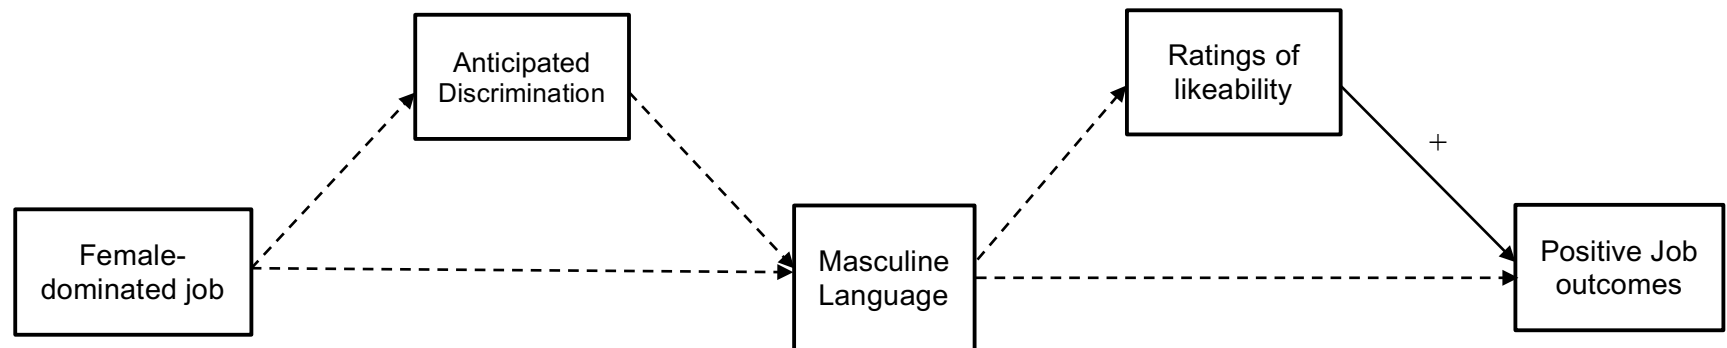 Anticipated
Discrimination
Ratings of
likeability
+
Female-
dominated job
Masculine
Language
Positive Job
outcomes